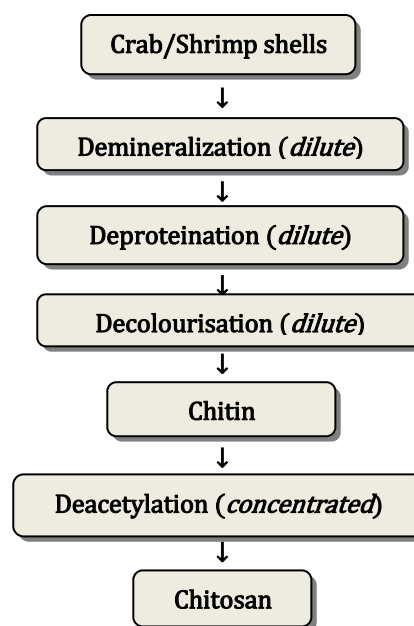 Crab/Shrimp shells
Demineralization (dilute)
Deproteination (dilute)
Decolourisation (dilute)
Chitin
Deacetylation (concentrated)
Chitosan